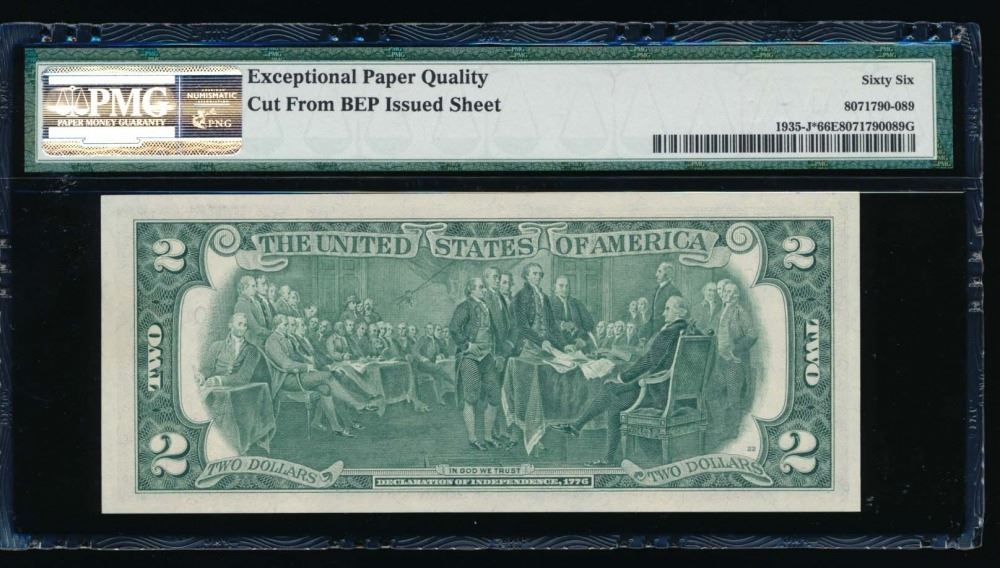 PMG
PAPER MONEY GUARANTY
NUMISMATIC
PNG
Exceptional Paper Quality
Cut From BEP Issued Sheet
Sixty Six
8071790-089
1935-J*66E8071790089G
2 THE UNITED STATES OF AMERICA 2
TWO TWO
2 2
TWO DOLLARS IN GOD WE TRUST TWO DOLLARS
22
DECLARATION OF INDEPENDENCE, 1776